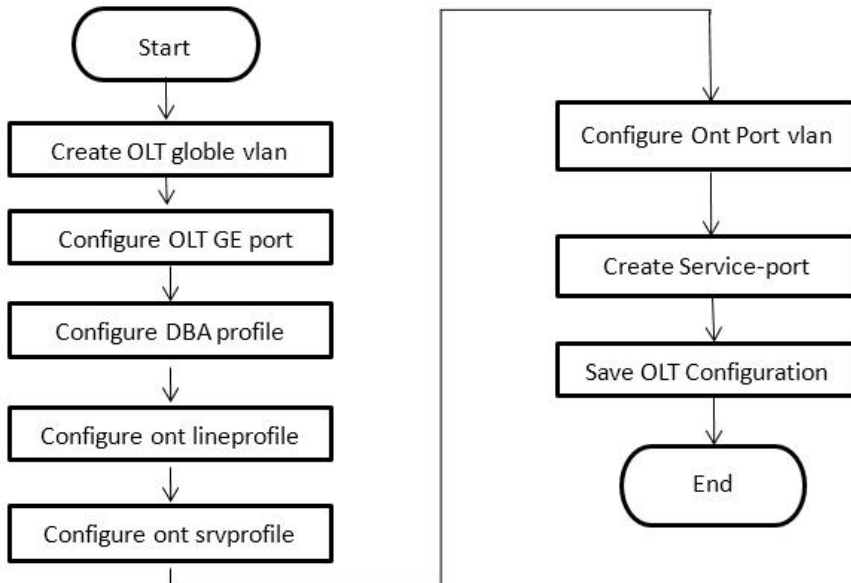 Start
Create OLT globle vlan
Configure OLT GE port
Configure DBA profile
Configure ont lineprofile
Configure ont srvprofile
Configure Ont Port vlan
Create Service-port
Save OLT Configuration
End